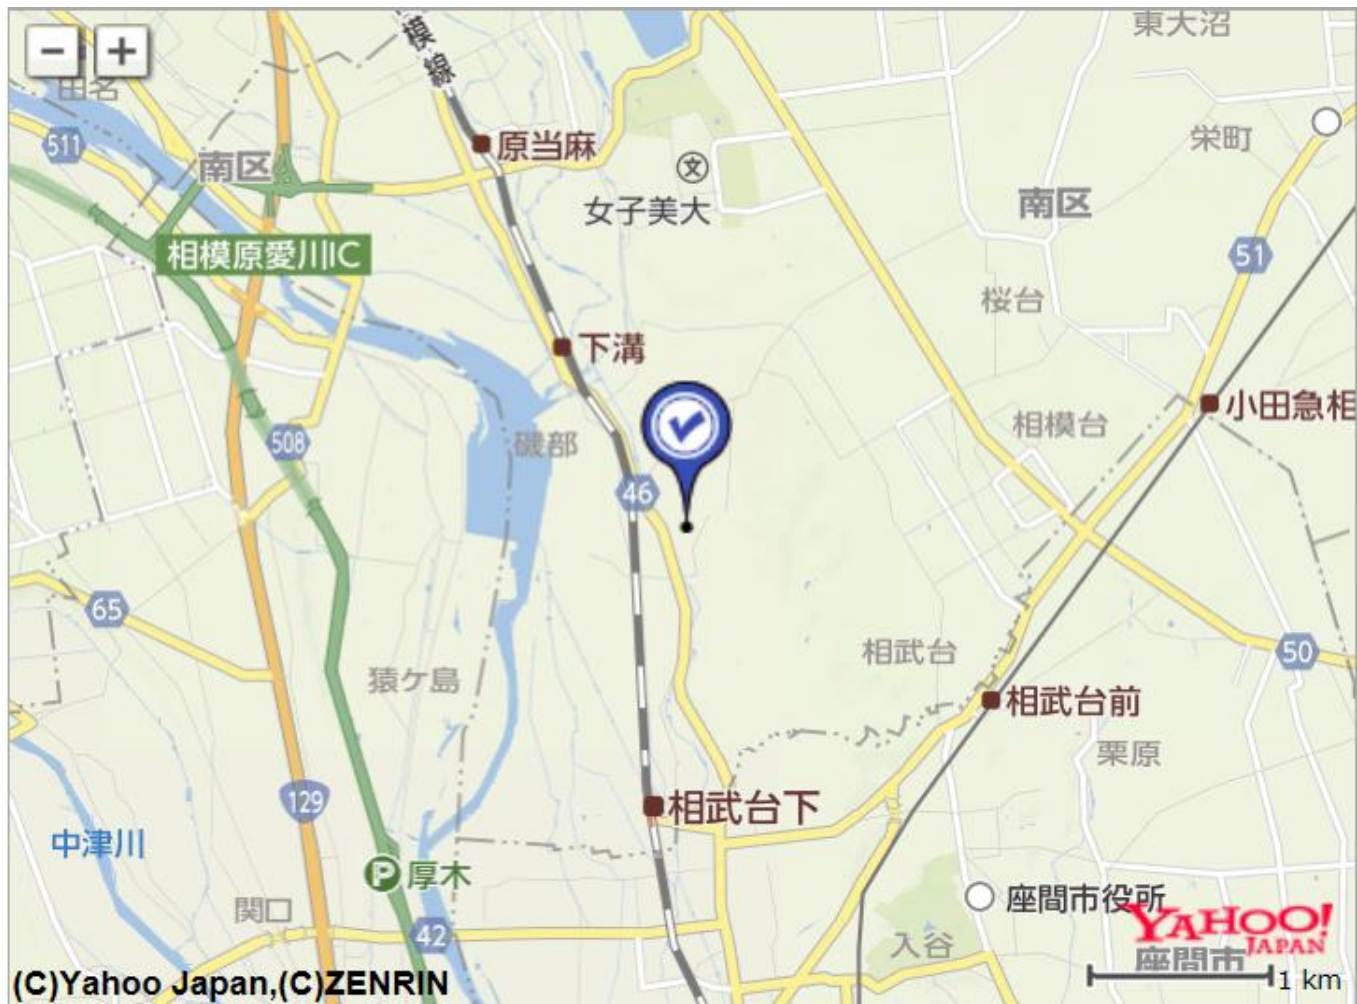 東大沼
模線
田名
511
栄町
原当麻
南区
文
女子美大
南区
51
相模原愛川IC
桜台
下溝
小田急相
相模台
508
磯部
46
65
相武台
50
猿ヶ島
相武台前
栗原
129
相武台下
中津川
P
厚木
座間市役所
関口
42
入谷
YAHOO!
JAPAN
座間市
1 km
(C)Yahoo Japan,(C)ZENRIN